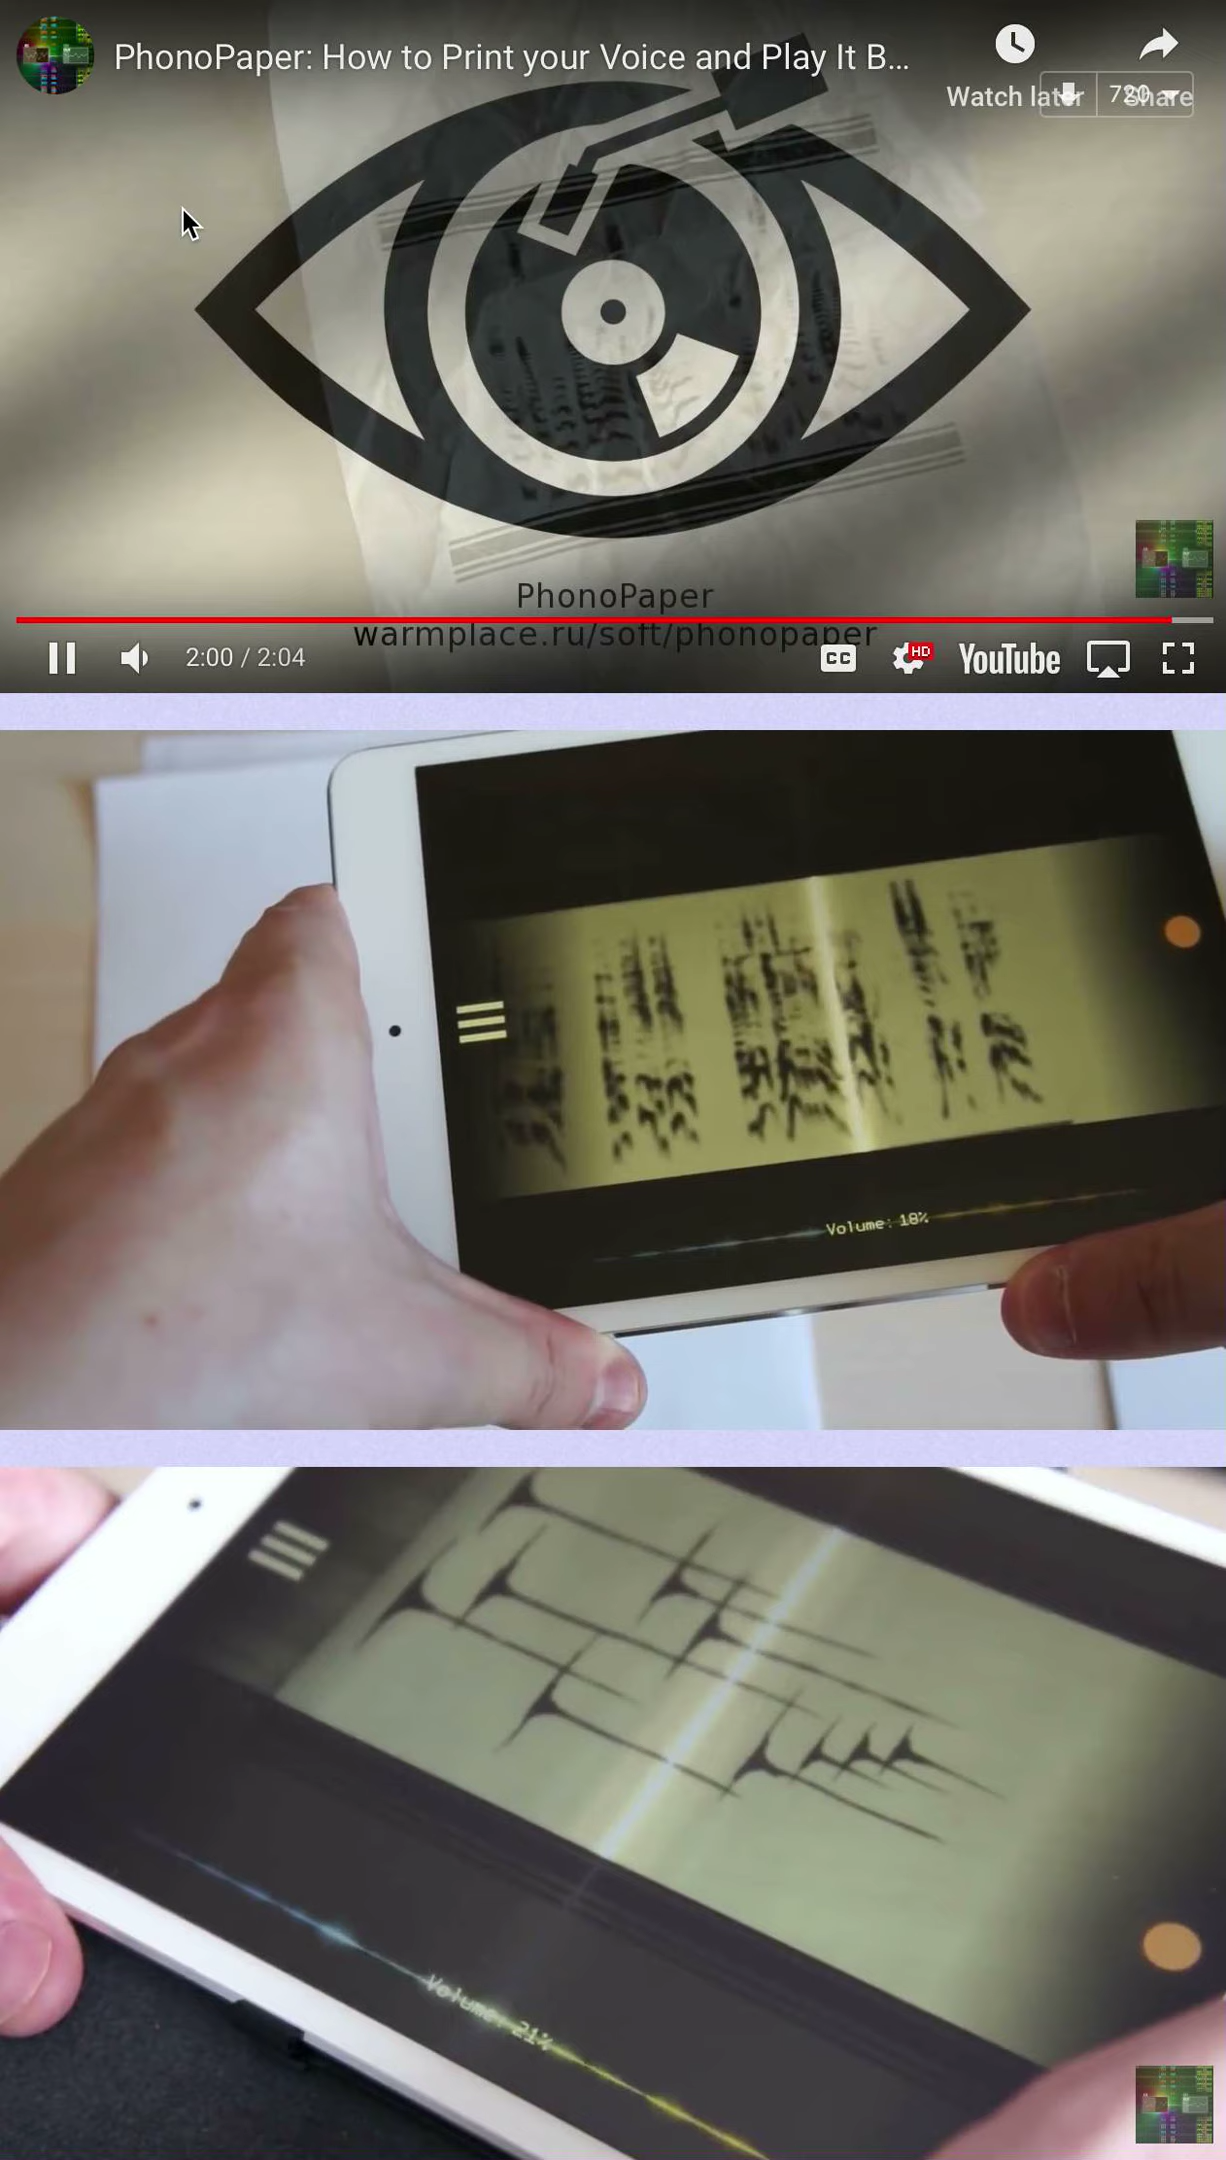 PhonoPaper: How to Print your Voice and Play It B...
Watch later
Share
720
PhonoPaper
warmplace.ru/soft/phonopaper
2:00 / 2:04
CC
HD
YouTube
Volume: 18%
Volume: 21%